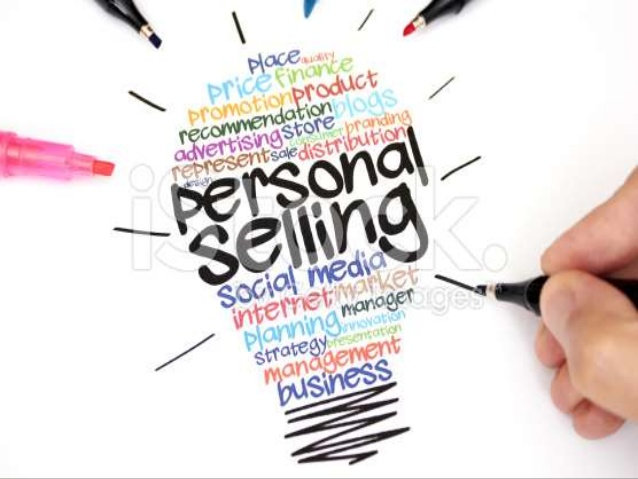 place quality
price finance
promotion product
recommendation blogs
advertising store consumer branding
represent sale distribution
design
personal
selling
social media
internet market
manager
planning innovation
strategy presentation
management
business
iStock
images